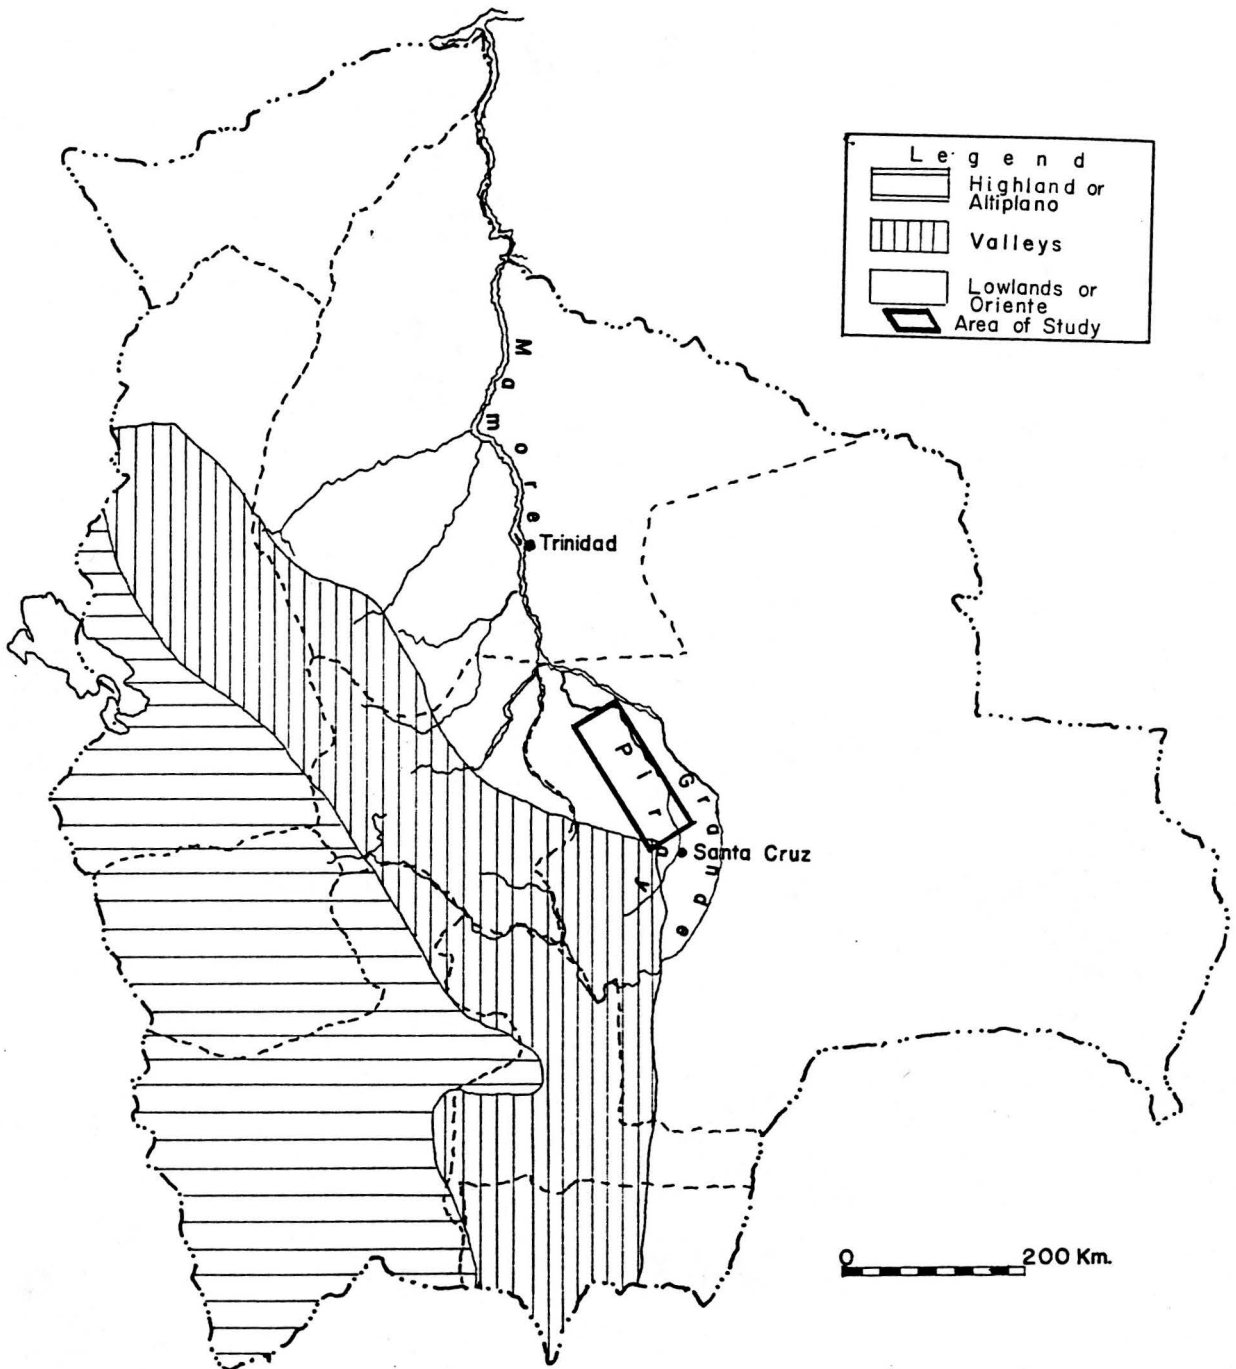 Legend
Highland or
Altiplano
Valleys
Lowlands or
Oriente
Area of Study
Mamore
Trinidad
Piray
Grande
Santa Cruz
0 200 Km.